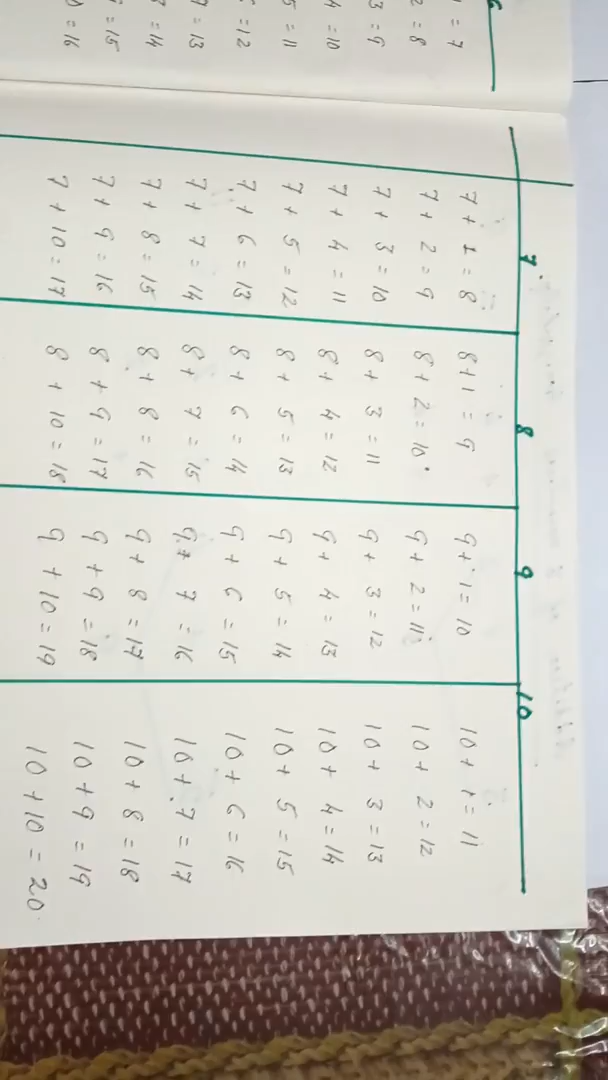 6
1 = 7
2 = 8
3 = 9
4 = 10
5 = 11
= 12
7 = 13
= 14
= 15
= 16
7
7 + 1 = 8
7 + 2 = 9
7 + 3 = 10
7 + 4 = 11
7 + 5 = 12
7 + 6 = 13
7 + 7 = 14
7 + 8 = 15
7 + 9 = 16
7 + 10 = 17
8
8 + 1 = 9
8 + 2 = 10
8 + 3 = 11
8 + 4 = 12
8 + 5 = 13
8 + 6 = 14
8 + 7 = 15
8 + 8 = 16
8 + 9 = 17
8 + 10 = 18
9
9 + 1 = 10
9 + 2 = 11
9 + 3 = 12
9 + 4 = 13
9 + 5 = 14
9 + 6 = 15
9 + 7 = 16
9 + 8 = 17
9 + 9 = 18
9 + 10 = 19
10
10 + 1 = 11
10 + 2 = 12
10 + 3 = 13
10 + 4 = 14
10 + 5 = 15
10 + 6 = 16
10 + 7 = 17
10 + 8 = 18
10 + 9 = 19
10 + 10 = 20